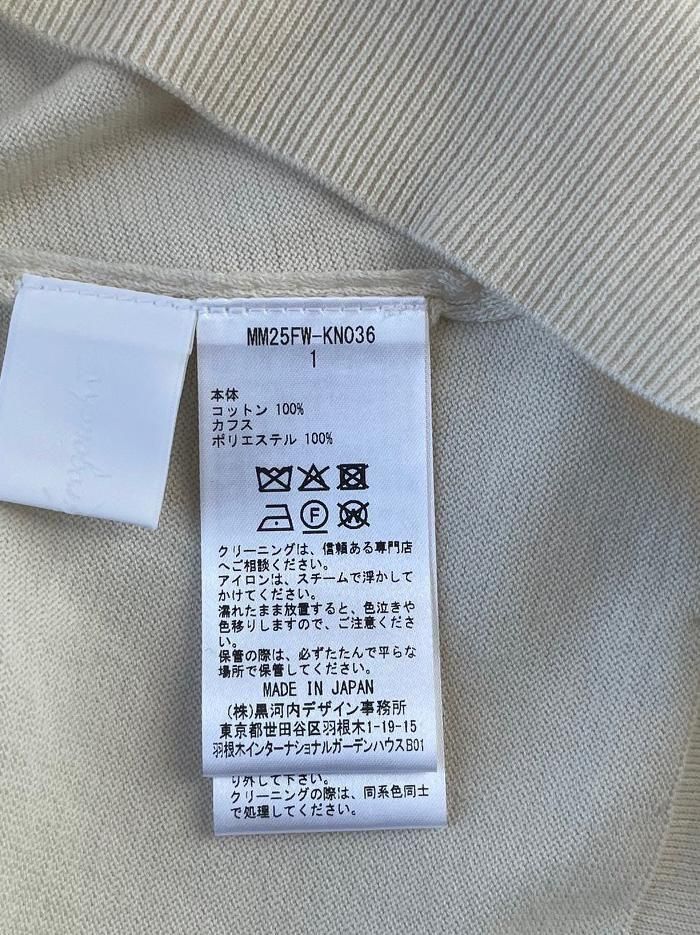 MM25FW-KN036
1
本体
コットン 100%
カフス
ポリエステル 100%
F
W
クリーニングは、信頼ある専門店
へご相談ください。
アイロンは、スチームで浮かして
かけてください。
濡れたまま放置すると、色泣きや
色移りしますので、ご注意くださ
い。
保管の際は、必ずたたんで平らな
場所で保管してください。
MADE IN JAPAN
(株)黒河内デザイン事務所
東京都世田谷区羽根木1-19-15
羽根木インターナショナルガーデンハウスB01
り外して下さい。
クリーニングの際は、同系色同士
で処理してください。